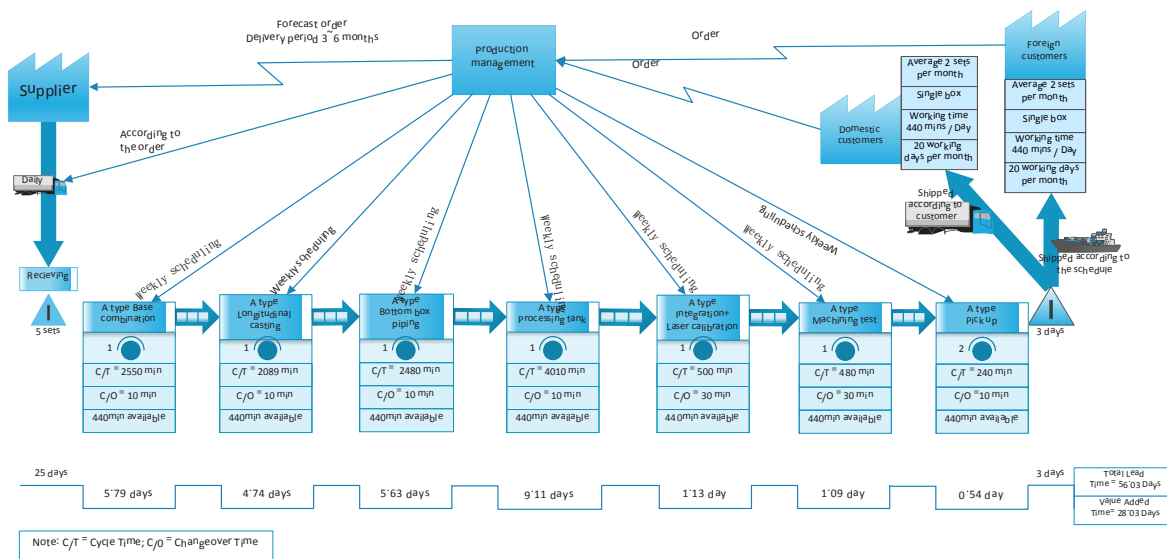 Forecast order
Delivery period 3~6 months
Production
management
Order
Order
Foreign
customers
Average 2 sets
per month
Single box
Working time
440 mins / Day
20 working
days per month
Average 2 sets
per month
Single box
Working time
440 mins / Day
20 working days
per month
Domestic
customers
Supplier
According to
the order
Daily
Shipped
according to
customer
Shipped according to
the schedule
Recieving
I
5 sets
Weekly scheduling
Weekly scheduling
Weekly scheduling
Weekly scheduling
Weekly scheduling
Weekly scheduling
Weekly scheduling
I
3 days
A type Base
combination
1
C/T = 2550 min
C/O = 10 min
440min available
A type
Longitudinal
casting
1
C/T = 2089 min
C/O = 10 min
440min available
A type
Bottom box
piping
1
C/T = 2480 min
C/O = 10 min
440min available
A type
processing tank
1
C/T = 4010 min
C/O = 10 min
440min available
A type
Integration+
Laser calibration
1
C/T = 500 min
C/O = 30 min
440min available
A type
Machining test
1
C/T = 480 min
C/O = 30 min
440min available
A type
pick up
2
C/T = 240 min
C/O = 10 min
440min available
25 days
5.79 days
4.74 days
5.63 days
9.11 days
1.13 day
1.09 day
0.54 day
3 days
Total Lead
Time= 56.03 Days
Value Added
Time= 28.03 Days
Note: C/T = Cycle Time; C/0 = Changeover Time